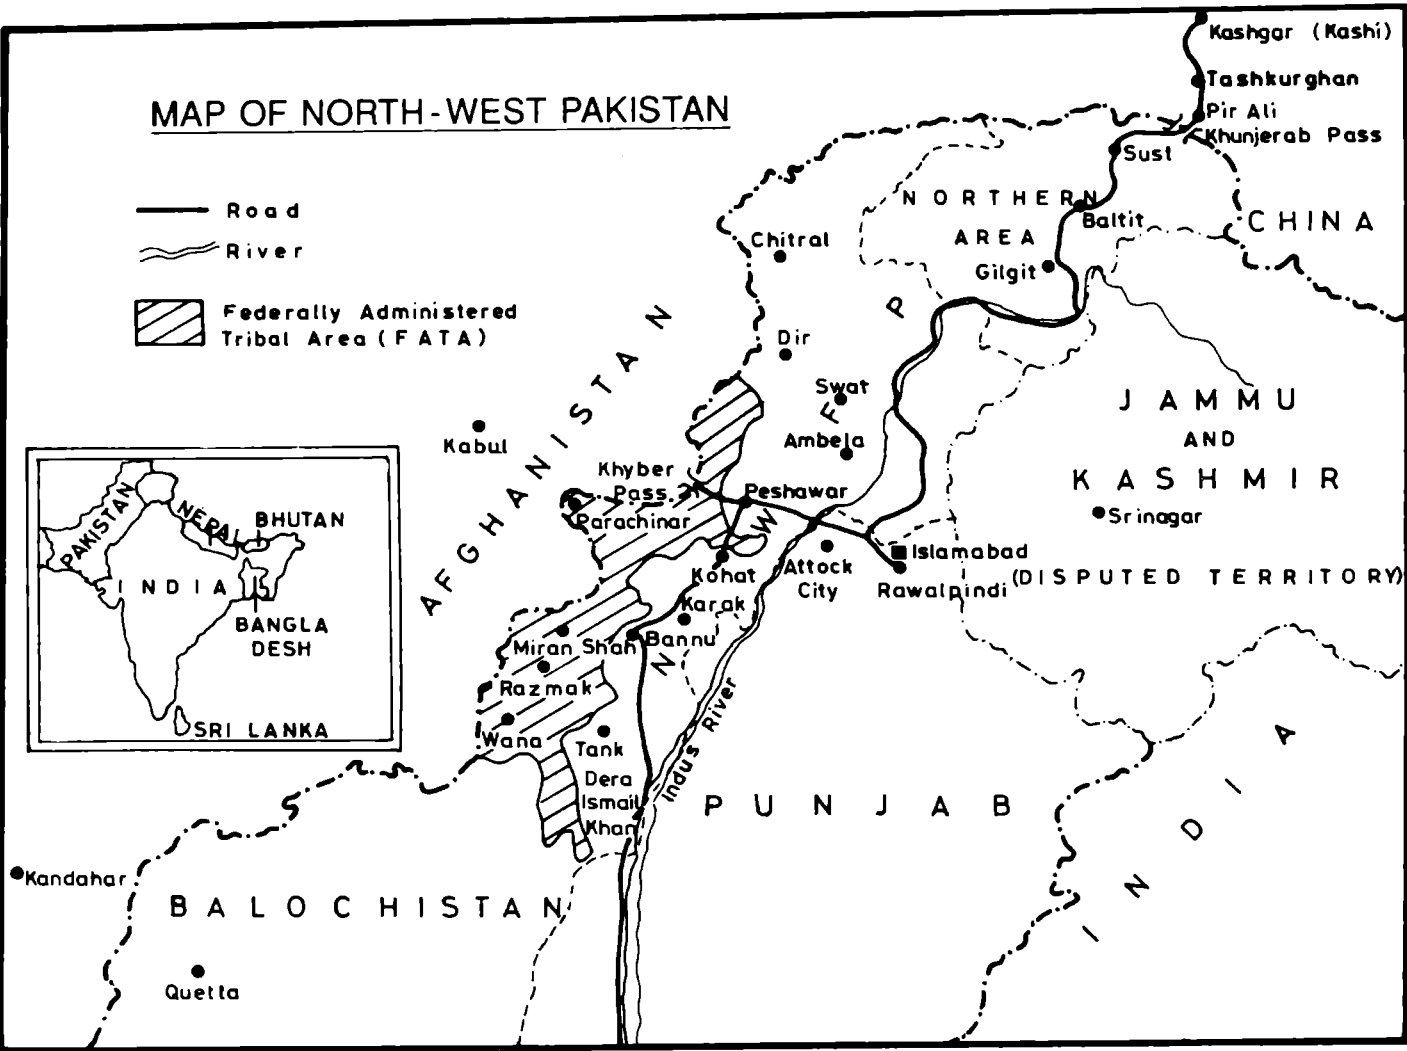 MAP OF NORTH-WEST PAKISTAN
Road
River
Federally Administered
Tribal Area (FATA)
Kashgar (Kashi)
Tashkurghan
Pir Ali
Khunjerab Pass
Sust
NORTHERN
AREA
Baltit
Gilgit
CHINA
Chitral
Dir
Swat
Ambela
N W F P
AFGHANISTAN
Kabul
Khyber
Pass
Parachinar
Peshawar
Kohat
Attock
City
Islamabad
Rawalpindi
JAMMU
AND
KASHMIR
Srinagar
(DISPUTED TERRITORY)
Karak
Bannu
Miran Shah
Razmak
Wana
Tank
Dera
Ismail
Khan
Indus River
PUNJAB
INDIA
Kandahar
BALOCHISTAN
Quetta
PAKISTAN
NEPAL
BHUTAN
INDIA
BANGLA
DESH
SRI LANKA